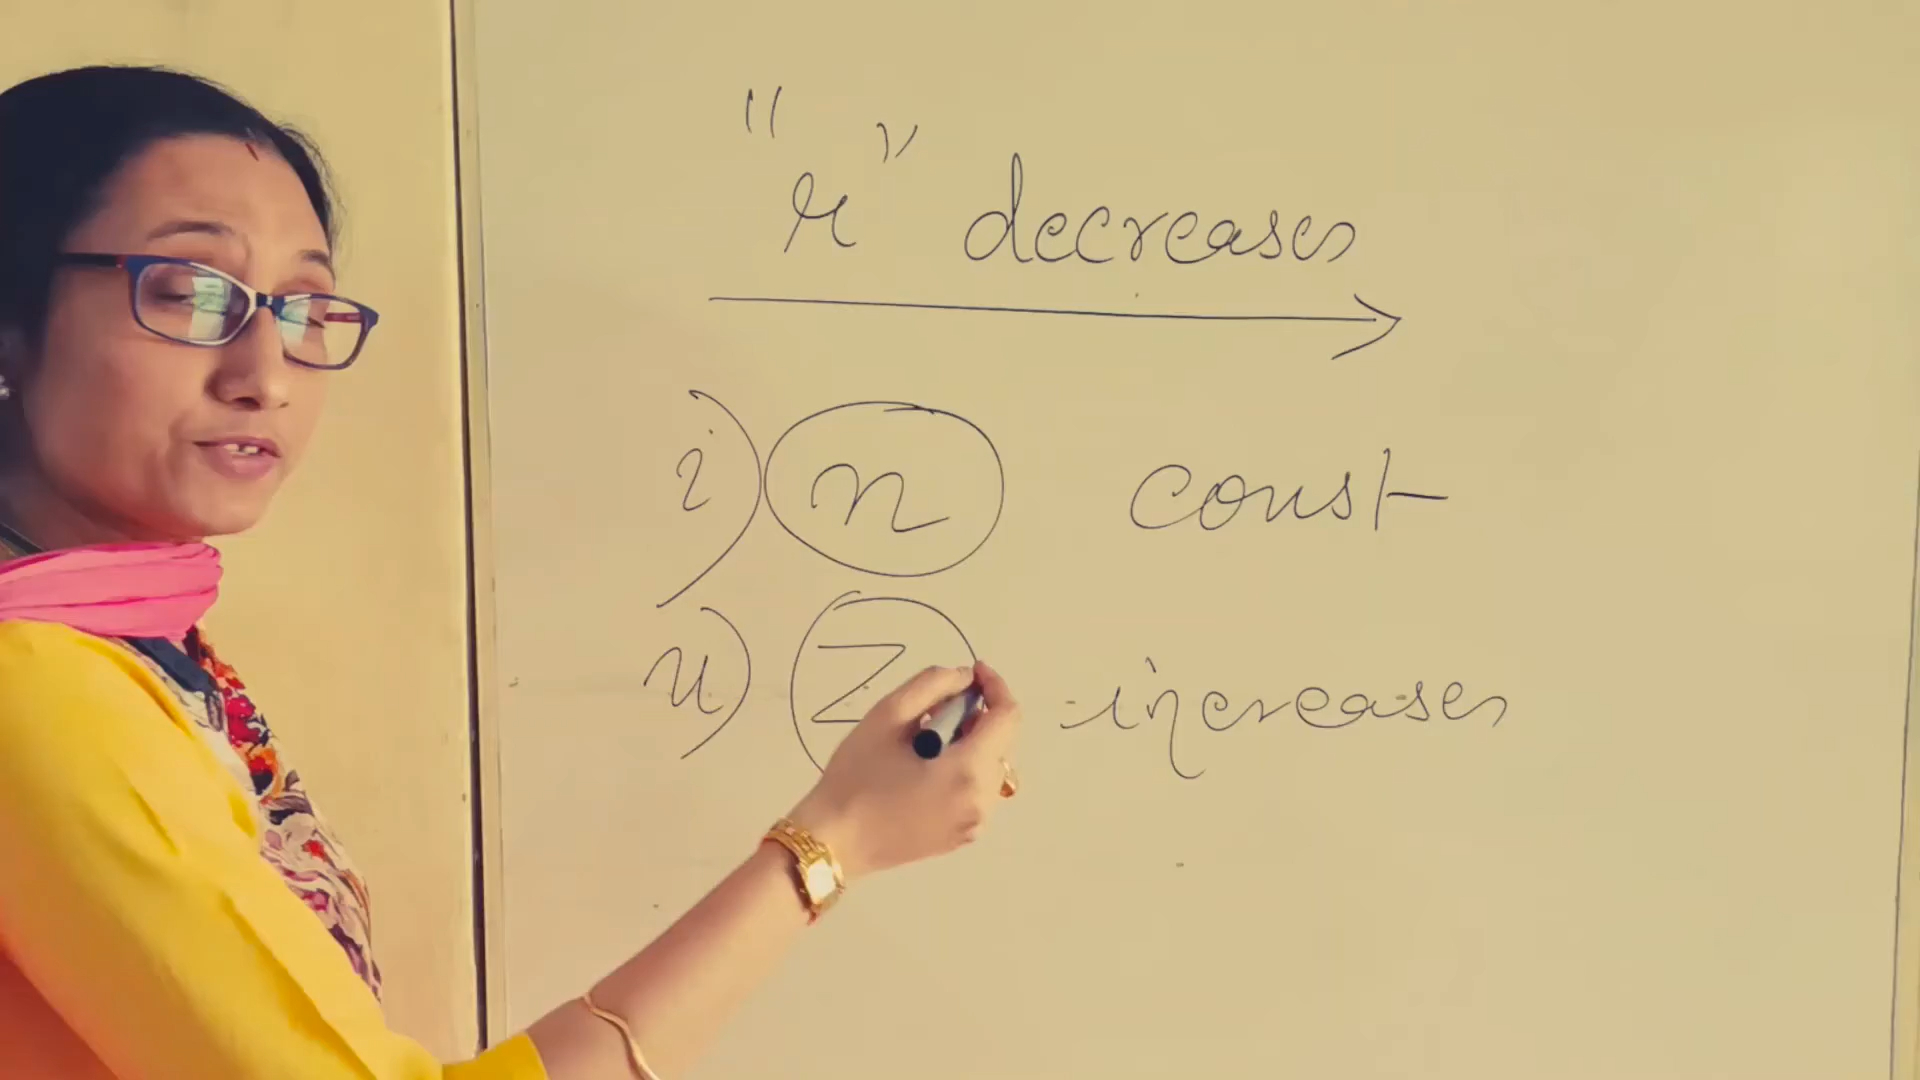 "r" decreases
i) n const
ii) Z increases